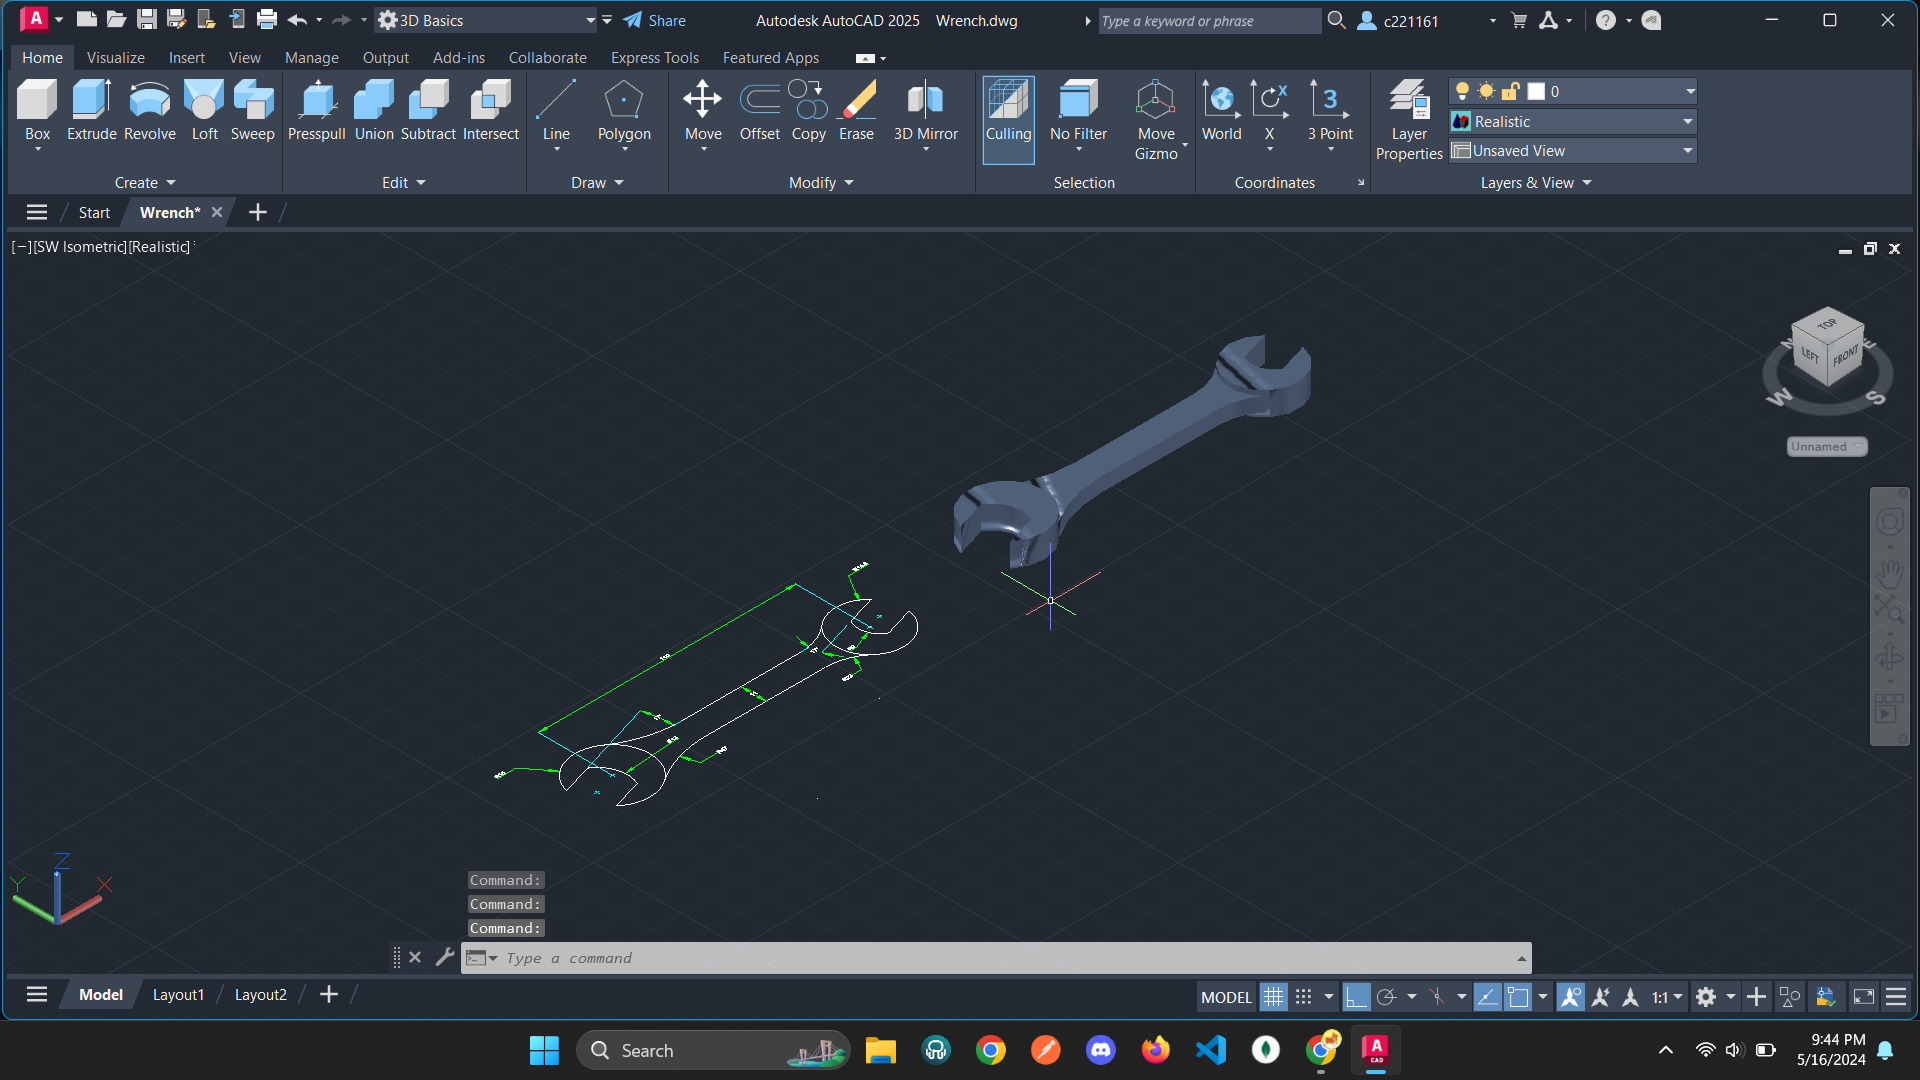 A
3D Basics
Share
Autodesk AutoCAD 2025 Wrench.dwg
Type a keyword or phrase
c221161
Home Visualize Insert View Manage Output Add-ins Collaborate Express Tools Featured Apps
Box Extrude Revolve Loft Sweep
Presspull Union Subtract Intersect
Line Polygon
Move Offset Copy Erase 3D Mirror
Culling No Filter Move Gizmo
World X 3 Point
Layer Properties
0
Realistic
Unsaved View
Create Edit Draw Modify Selection Coordinates Layers & View
Start Wrench*
[−][SW Isometric][Realistic]
TOP
LEFT FRONT
W S
Unnamed
Z
Y X
Command:
Command:
Command:
Type a command
Model Layout1 Layout2
MODEL 1:1
Search
A
CAD
9:44 PM
5/16/2024